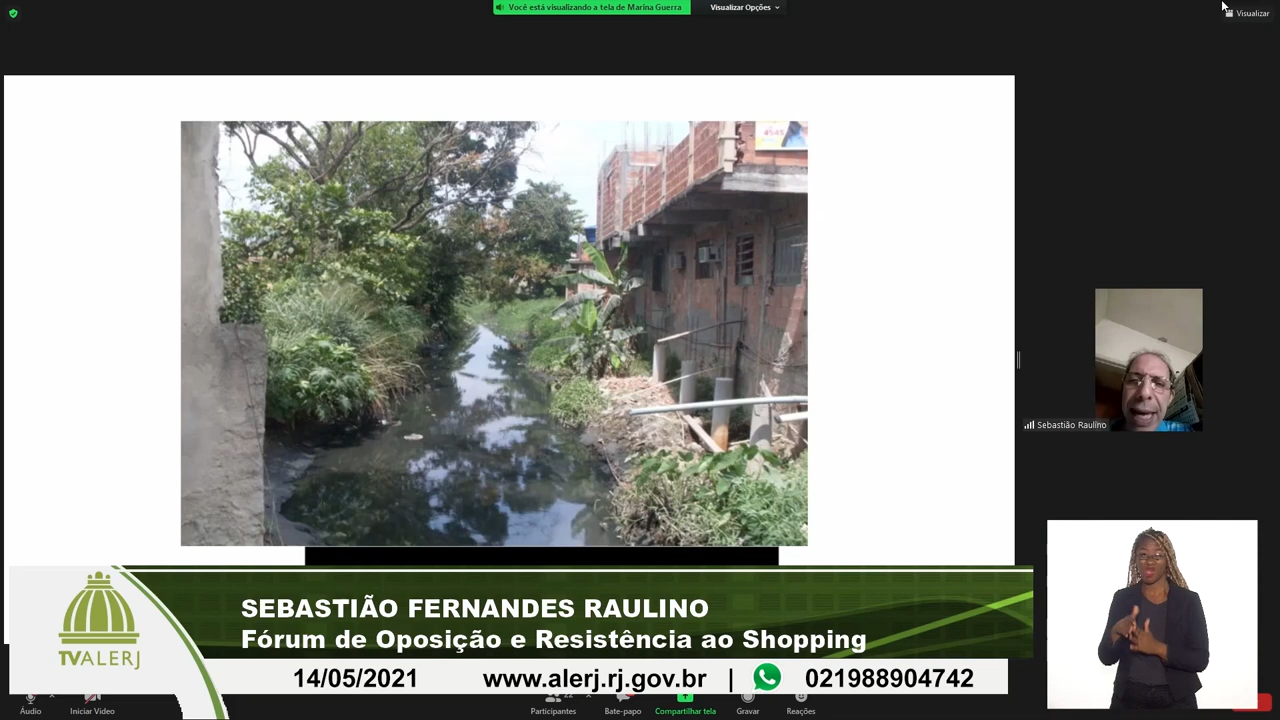 Você está visualizando a tela de Marina Guerra
Visualizar Opções
Visualizar
4545
Sebastião Raulino
SEBASTIÃO FERNANDES RAULINO
Fórum de Oposição e Resistência ao Shopping
TVALERJ
14/05/2021 www.alerj.rj.gov.br | 021988904742
Áudio
Iniciar Vídeo
Participantes
Bate-papo
Compartilhar tela
Gravar
Reações